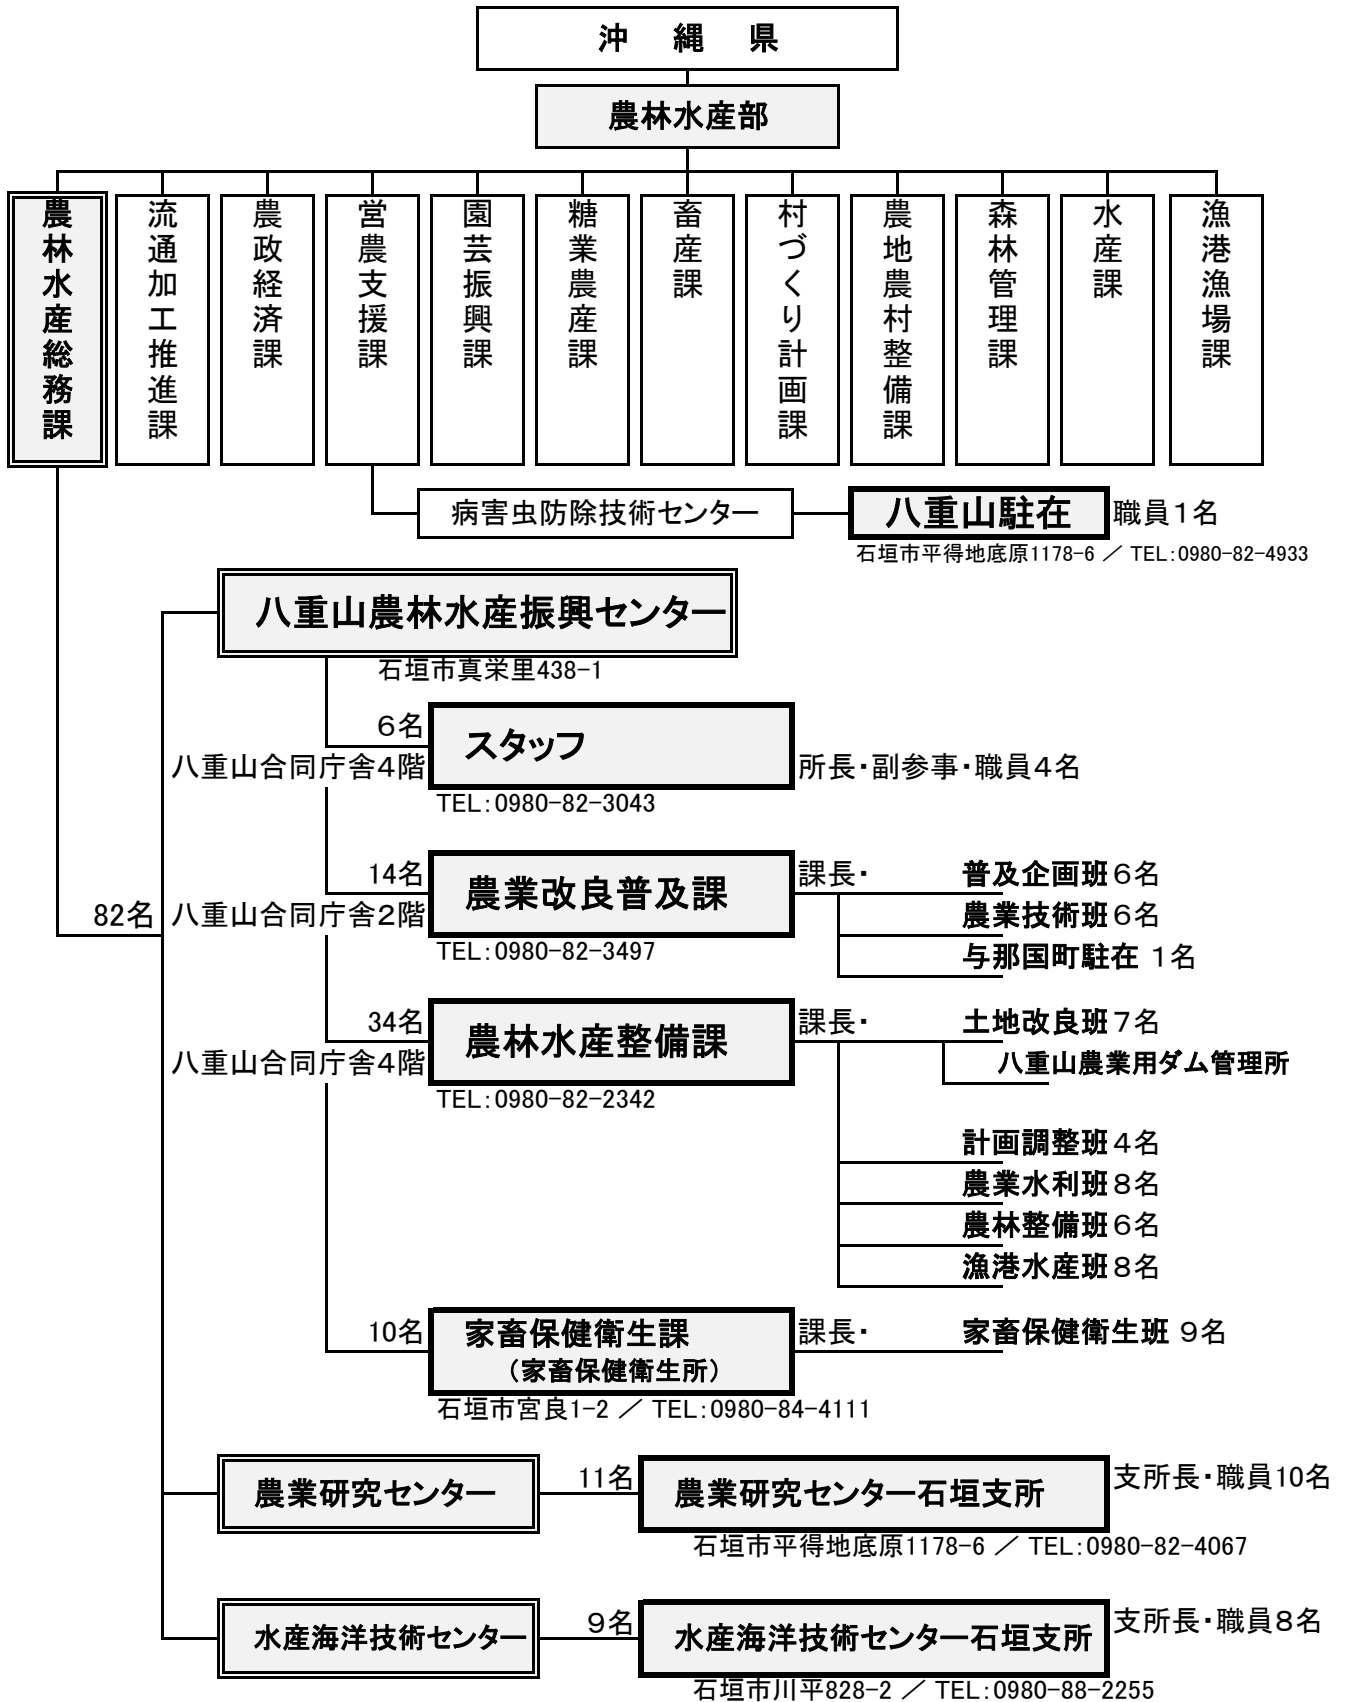 沖　縄　県
農林水産部
農林水産総務課
流通加工推進課
農政経済課
営農支援課
園芸振興課
糖業農産課
畜産課
村づくり計画課
農地農村整備課
森林管理課
水産課
漁港漁場課
病害虫防除技術センター
八重山駐在
職員１名
石垣市平得地底原1178-6 ／ TEL:0980-82-4933
八重山農林水産振興センター
石垣市真栄里438-1
６名
スタッフ
八重山合同庁舎４階
所長・副参事・職員４名
TEL:0980-82-3043
14名
農業改良普及課
課長・
普及企画班６名
82名
八重山合同庁舎２階
農業技術班６名
TEL:0980-82-3497
与那国町駐在 １名
34名
農林水産整備課
課長・
土地改良班７名
八重山合同庁舎４階
八重山農業用ダム管理所
TEL:0980-82-2342
計画調整班４名
農業水利班８名
農林整備班６名
漁港水産班８名
10名
家畜保健衛生課
（家畜保健衛生所）
課長・
家畜保健衛生班 ９名
石垣市宮良1-2 ／ TEL:0980-84-4111
農業研究センター
11名
農業研究センター石垣支所
支所長・職員10名
石垣市平得地底原1178-6 ／ TEL:0980-82-4067
水産海洋技術センター
９名
水産海洋技術センター石垣支所
支所長・職員８名
石垣市川平828-2 ／ TEL:0980-88-2255